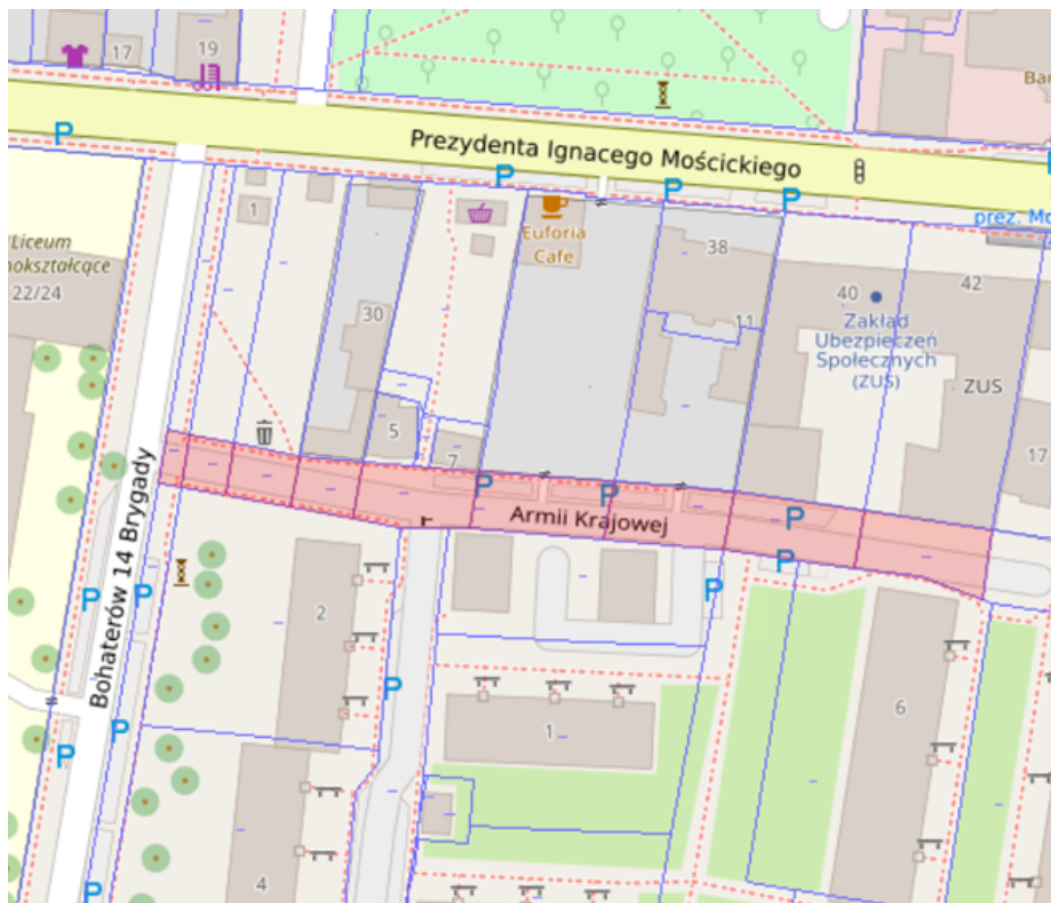 17
19
Ban
P
Prezydenta Ignacego Mościckiego
P
P
P
prez. Mo
1
Euforia
Cafe
38
Liceum
nokształcące
22/24
30
11
40
42
Zakład
Ubezpieczeń
Społecznych
(ZUS)
ZUS
5
7
17
P
P
P
Armii Krajowej
Bohaterów 14 Brygady
P
P
P
P
2
P
1
6
P
P
4
P